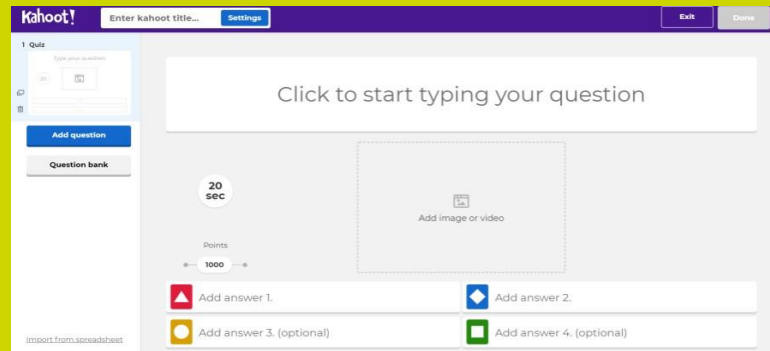 Kahoot!
Enter kahoot title...
Settings
Exit
Done
1 Quiz
Type your question
20
Add question
Question bank
Import from spreadsheet
Click to start typing your question
20
sec
Add image or video
Points
1000
Add answer 1.
Add answer 2.
Add answer 3. (optional)
Add answer 4. (optional)